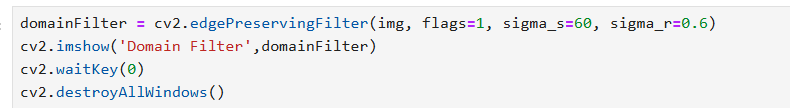 domainFilter = cv2.edgePreservingFilter(img, flags=1, sigma_s=60, sigma_r=0.6)
cv2.imshow('Domain Filter',domainFilter)
cv2.waitKey(0)
cv2.destroyAllWindows()